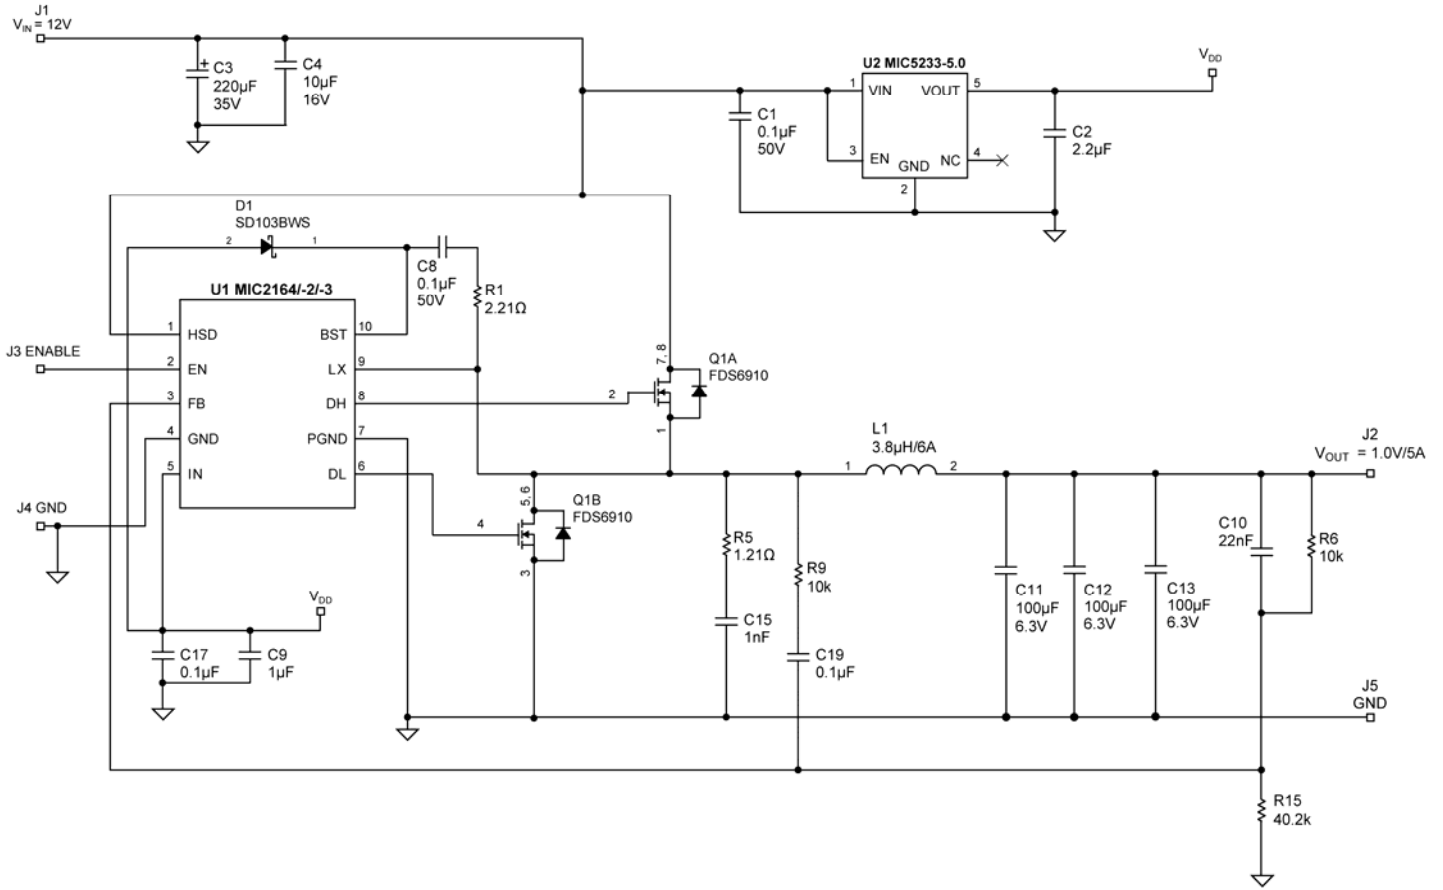 J1
VIN = 12V
C3
220µF
35V
+
C4
10µF
16V
U2 MIC5233-5.0
1
VIN
VOUT
5
3
EN
GND
NC
4
2
C1
0.1µF
50V
VDD
C2
2.2µF
D1
SD103BWS
2
1
C8
0.1µF
50V
R1
2.21Ω
U1 MIC2164/-2/-3
1
HSD
BST
10
J3 ENABLE
2
EN
LX
9
3
FB
DH
8
4
GND
PGND
7
5
IN
DL
6
J4 GND
7, 8
Q1A
FDS6910
2
1
5, 6
Q1B
FDS6910
4
3
L1
3.8µH/6A
1
2
J2
VOUT = 1.0V/5A
R5
1.21Ω
R9
10k
C15
1nF
C19
0.1µF
C11
100µF
6.3V
C12
100µF
6.3V
C13
100µF
6.3V
C10
22nF
R6
10k
VDD
C17
0.1µF
C9
1µF
J5
GND
R15
40.2k